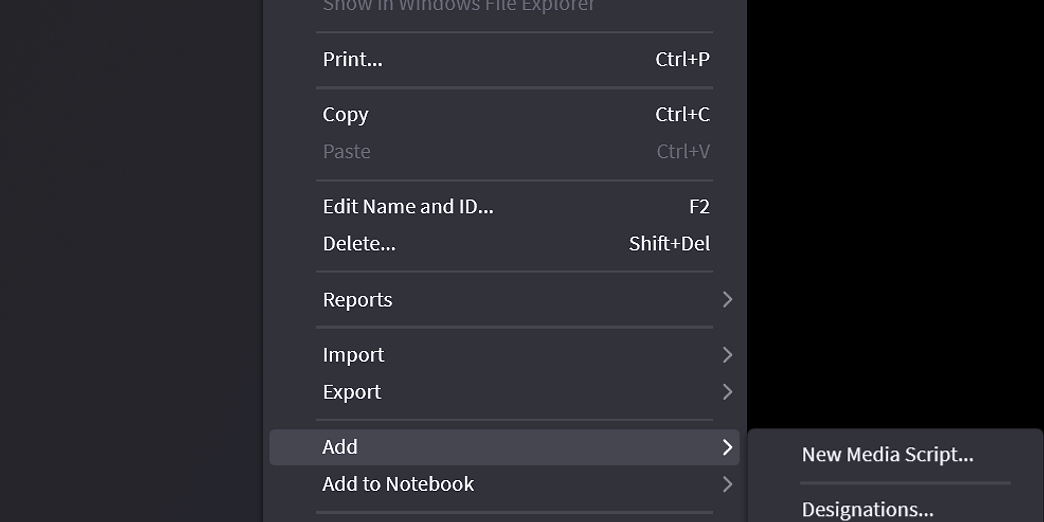 Show in Windows File Explorer
Print... Ctrl+P
Copy Ctrl+C
Paste Ctrl+V
Edit Name and ID... F2
Delete... Shift+Del
Reports
Import
Export
Add
New Media Script...
Add to Notebook
Designations...